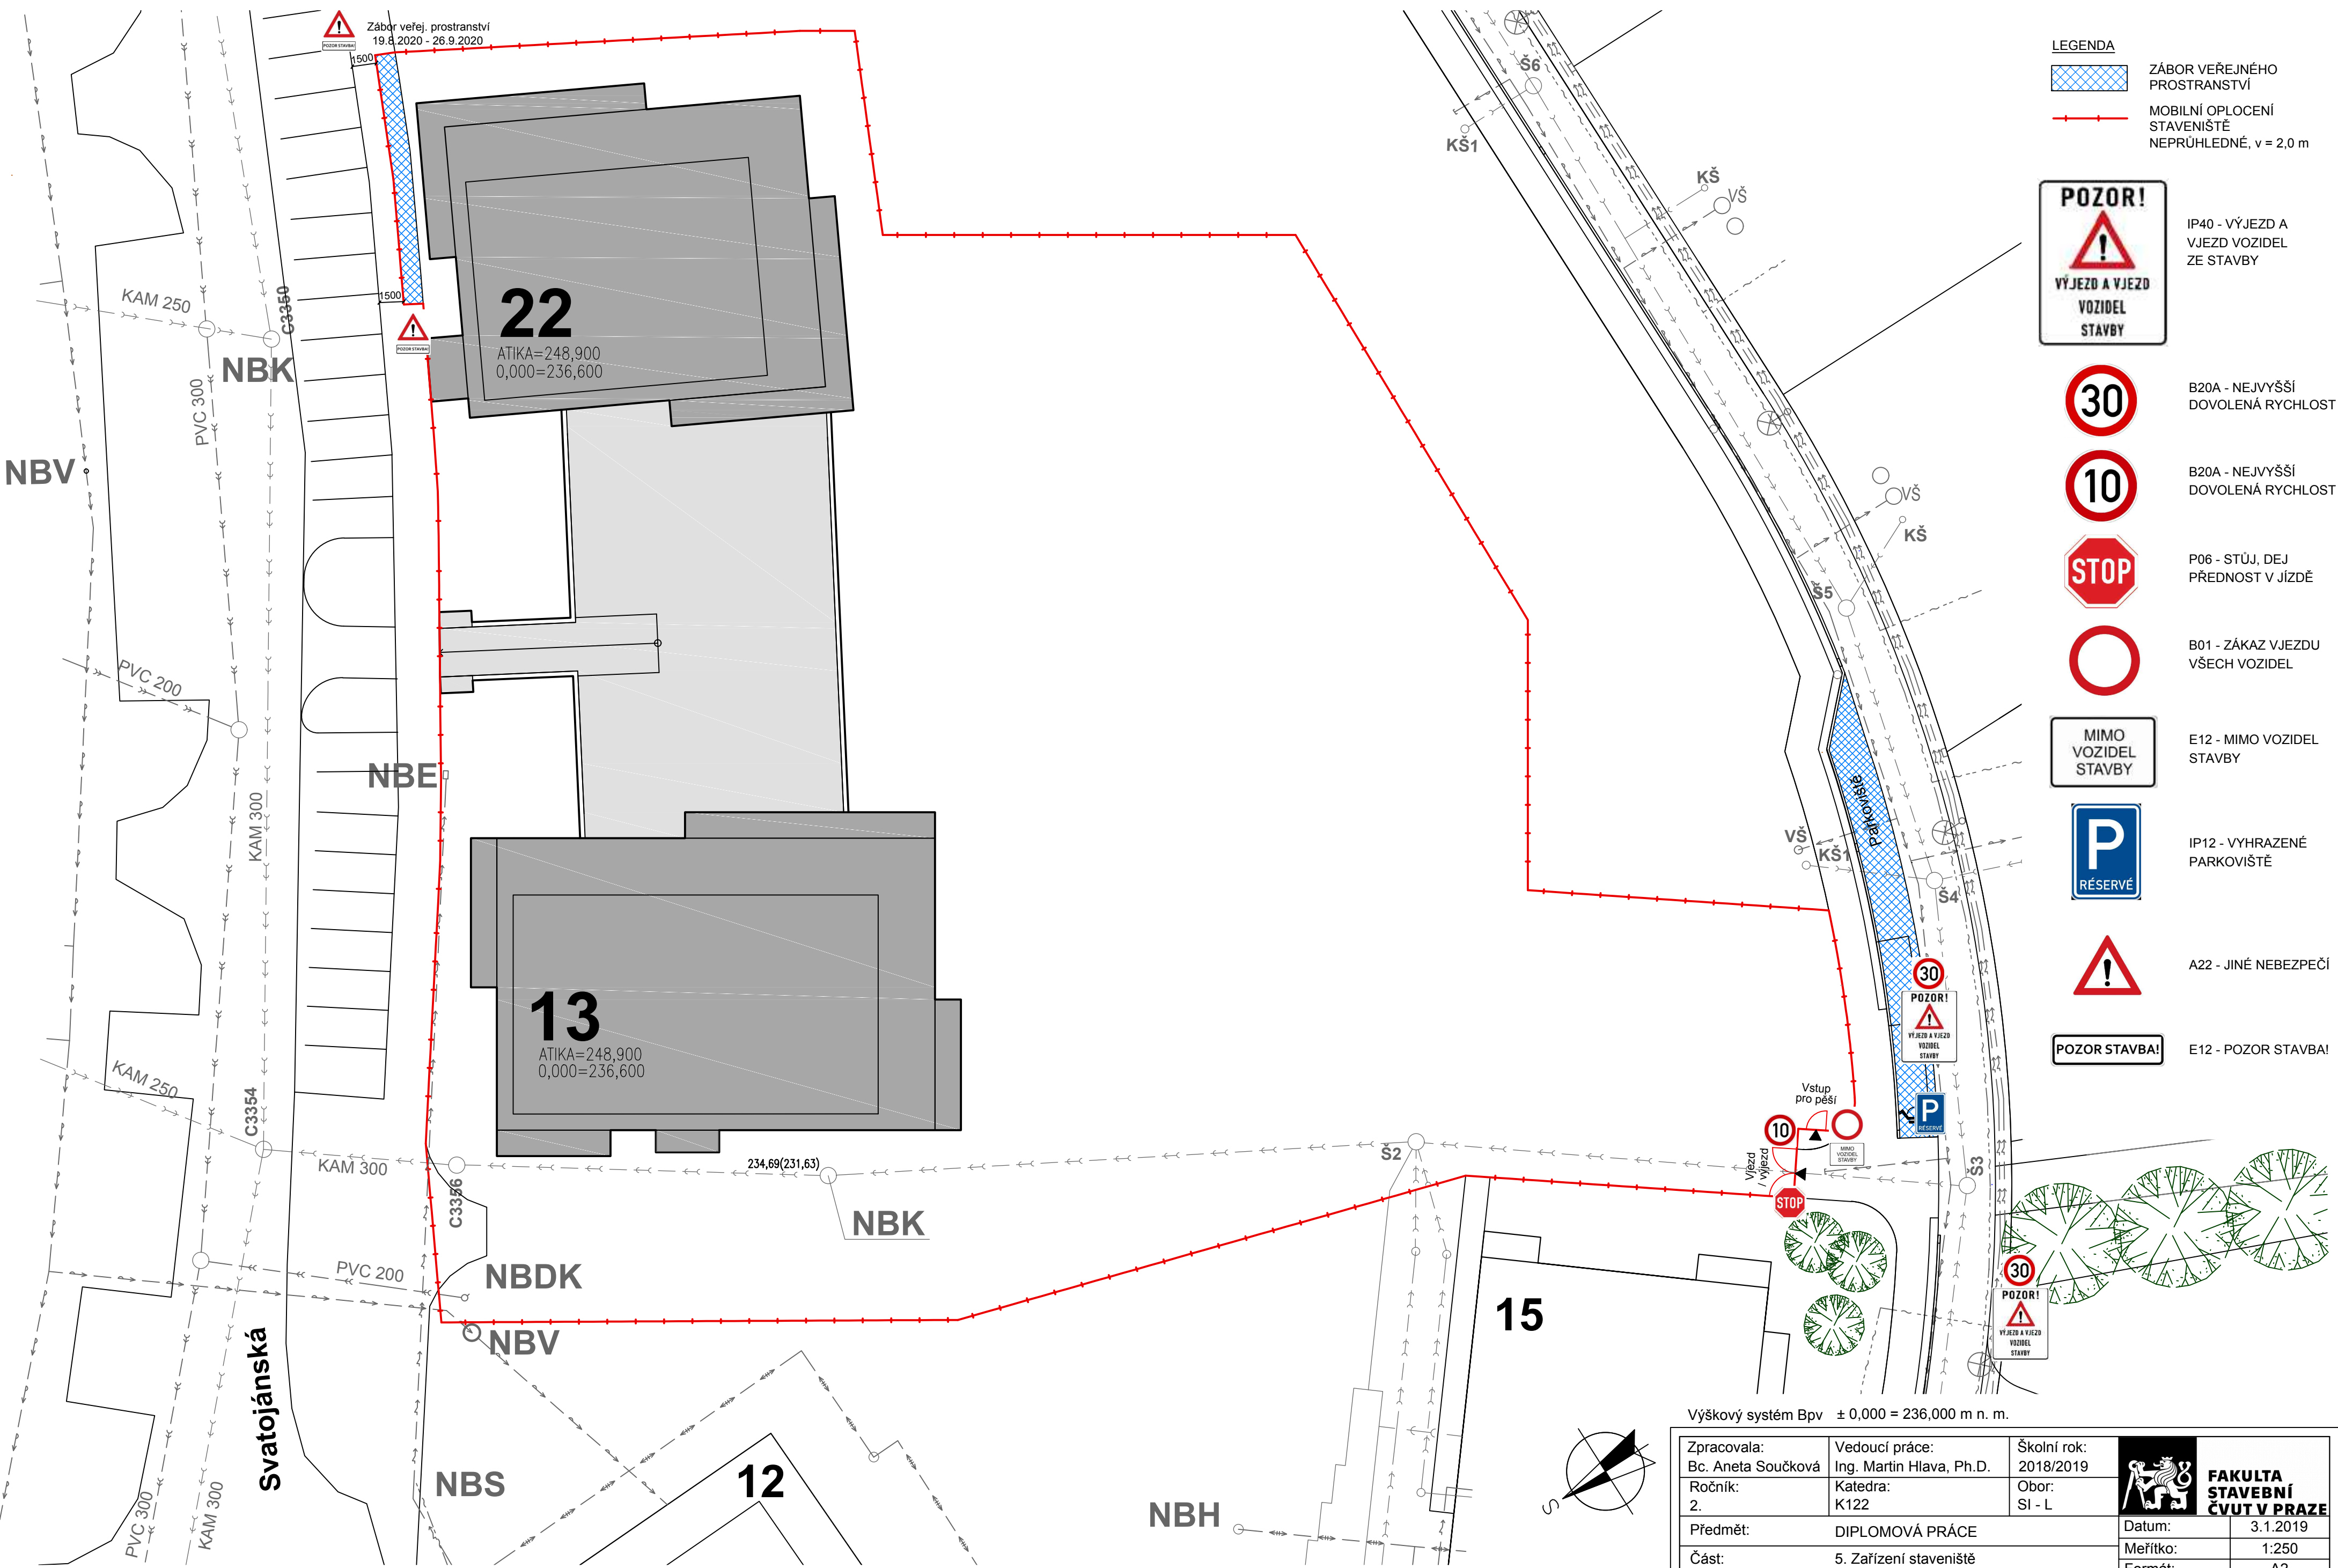 Zábor veřej. prostranství
19.8.2020 - 26.9.2020
POZOR STAVBA!
1500
1500
POZOR STAVBA!
22
ATIKA=248,900
0,000=236,600
KAM 250
C3350
NBK
PVC 300
NBV
PVC 200
NBE
KAM 300
13
ATIKA=248,900
0,000=236,600
KAM 250
C3354
KAM 300
C3356
234,69(231,63)
NBK
PVC 200
NBDK
NBV
Svatojánská
NBS
PVC 300
KAM 300
12
NBH
15
Š2
Š6
KŠ1
KŠ
VŠ
VŠ
KŠ
Š5
Parkoviště
VŠ
KŠ1
Š4
30
POZOR!
VÝJEZD A VJEZD
VOZIDEL
STAVBY
P
RÉSERVÉ
Vstup
pro pěší
10
MIMO
VOZIDEL
STAVBY
Vjezd
/ výjezd
STOP
Š3
30
POZOR!
VÝJEZD A VJEZD
VOZIDEL
STAVBY
S
LEGENDA
ZÁBOR VEŘEJNÉHO
PROSTRANSTVÍ
MOBILNÍ OPLOCENÍ
STAVENIŠTĚ
NEPRŮHLEDNÉ, v = 2,0 m
POZOR!
VÝJEZD A VJEZD
VOZIDEL
STAVBY
IP40 - VÝJEZD A
VJEZD VOZIDEL
ZE STAVBY
30
B20A - NEJVYŠŠÍ
DOVOLENÁ RYCHLOST
10
B20A - NEJVYŠŠÍ
DOVOLENÁ RYCHLOST
STOP
P06 - STŮJ, DEJ
PŘEDNOST V JÍZDĚ
B01 - ZÁKAZ VJEZDU
VŠECH VOZIDEL
MIMO
VOZIDEL
STAVBY
E12 - MIMO VOZIDEL
STAVBY
P
RÉSERVÉ
IP12 - VYHRAZENÉ
PARKOVIŠTĚ
A22 - JINÉ NEBEZPEČÍ
POZOR STAVBA!
E12 - POZOR STAVBA!
Výškový systém Bpv ± 0,000 = 236,000 m n. m.
Zpracovala:
Bc. Aneta Součková
Vedoucí práce:
Ing. Martin Hlava, Ph.D.
Školní rok:
2018/2019
Ročník:
2.
Katedra:
K122
Obor:
SI - L
FAKULTA
STAVEBNÍ
ČVUT V PRAZE
Předmět: DIPLOMOVÁ PRÁCE
Datum: 3.1.2019
Část: 5. Zařízení staveniště
Měřítko: 1:250